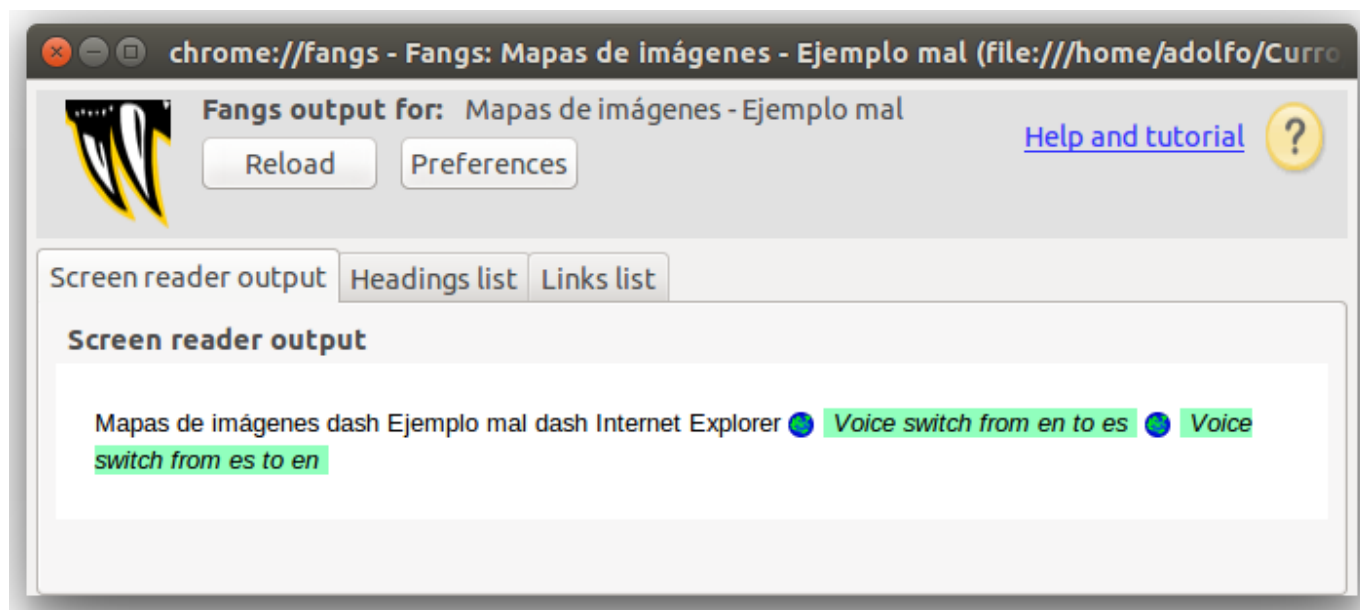 chrome://fangs - Fangs: Mapas de imágenes - Ejemplo mal (file:///home/adolfo/Curro
Fangs output for: Mapas de imágenes - Ejemplo mal
Reload Preferences
Help and tutorial ?
Screen reader output Headings list Links list
Screen reader output
Mapas de imágenes dash Ejemplo mal dash Internet Explorer Voice switch from en to es Voice
switch from es to en